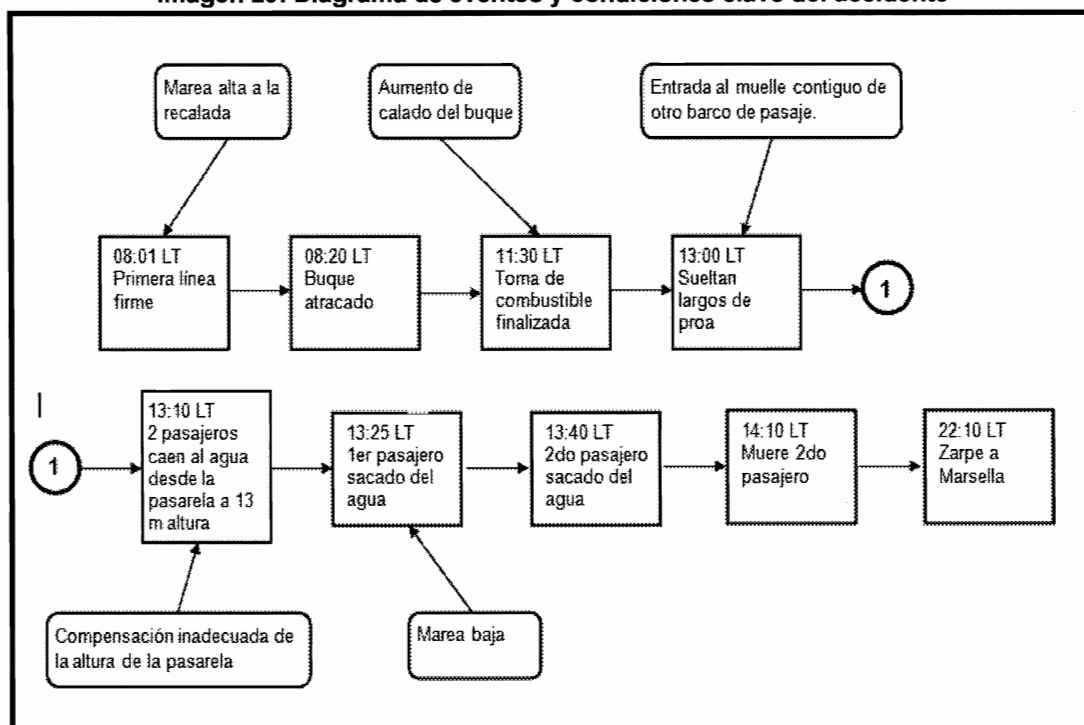 Imagen 29. Diagrama de eventos y condiciones clave del accidente
Marea alta a la
recalada
Aumento de
calado del buque
Entrada al muelle contiguo de
otro barco de pasaje.
08:01 LT
Primera línea
firme
08:20 LT
Buque
atracado
11:30 LT
Toma de
combustible
finalizada
13:00 LT
Sueltan
largos de
proa
1
1
13:10 LT
2 pasajeros
caen al agua
desde la
pasarela a 13
m altura
13:25 LT
1er pasajero
sacado del
agua
13:40 LT
2do pasajero
sacado del
agua
14:10 LT
Muere 2do
pasajero
22:10 LT
Zarpe a
Marsella
Compensación inadecuada de
la altura de la pasarela
Marea baja